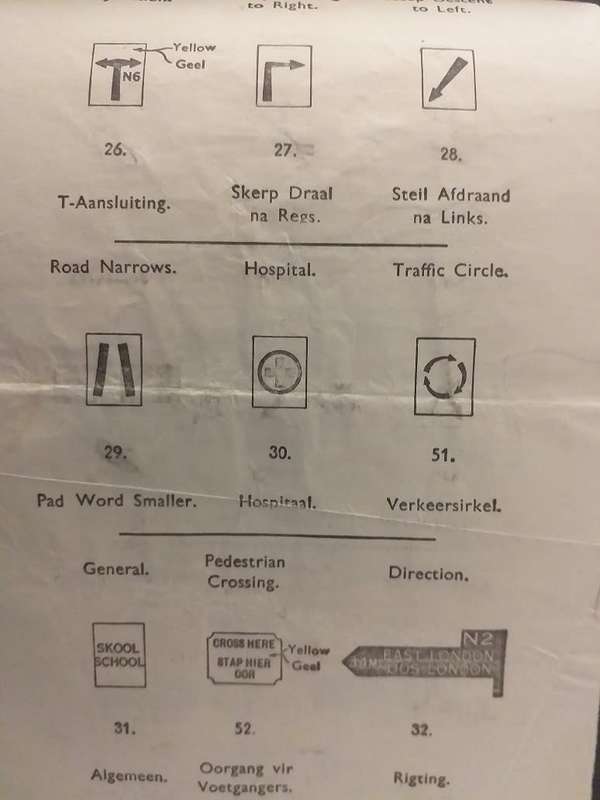 to Right.
to Left.
Yellow
Geel
N6
26.
27.
28.
T-Aansluiting.
Skerp Draai
na Regs.
Steil Afdraand
na Links.
Road Narrows.
Hospital.
Traffic Circle.
29.
30.
51.
Pad Word Smaller.
Hospitaal.
Verkeersirkel.
General.
Pedestrian
Crossing.
Direction.
SKOOL
SCHOOL
CROSS HERE
STAP HIER
OOR
Yellow
Geel
N2
EAST LONDON
OOS LONDON
31.
52.
32.
Algemeen.
Oorgang vir
Voetgangers.
Rigting.